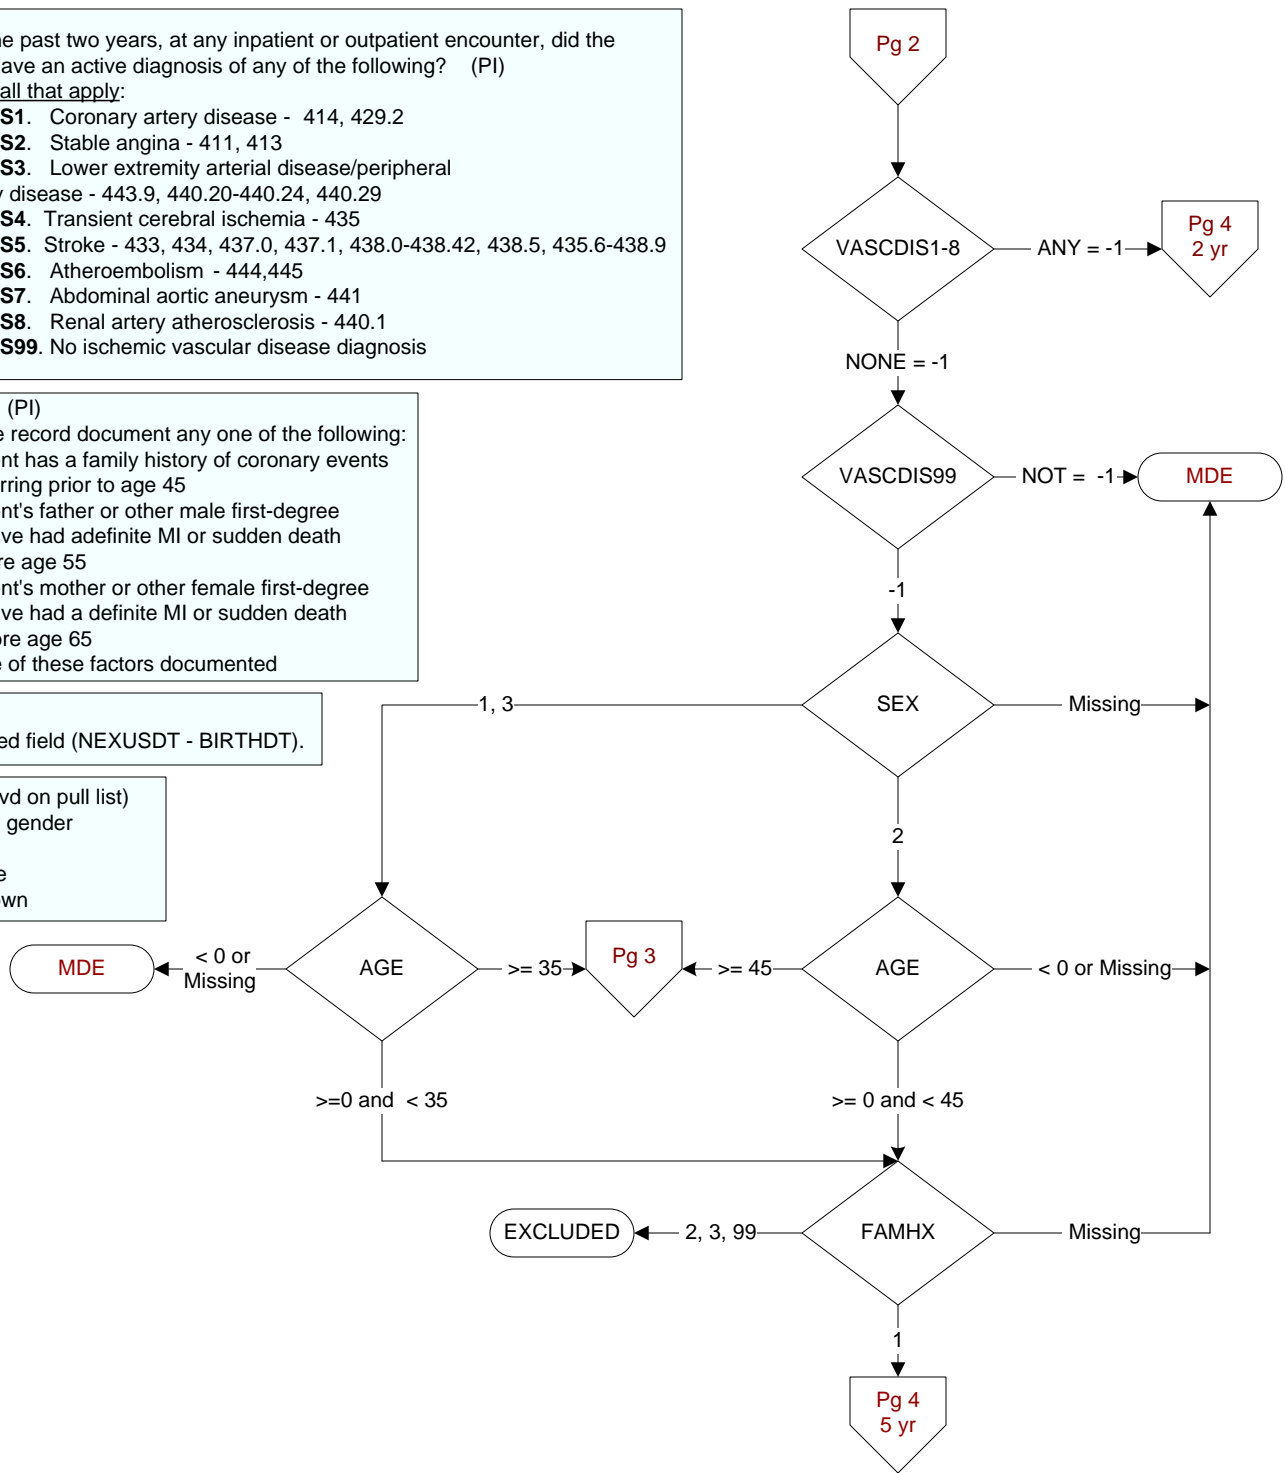 ne past two years, at any inpatient or outpatient encounter, did the
ave an active diagnosis of any of the following? (PI)
all that apply:
S1. Coronary artery disease - 414, 429.2
S2. Stable angina - 411, 413
S3. Lower extremity arterial disease/peripheral
y disease - 443.9, 440.20-440.24, 440.29
S4. Transient cerebral ischemia - 435
S5. Stroke - 433, 434, 437.0, 437.1, 438.0-438.42, 438.5, 435.6-438.9
S6. Atheroembolism - 444,445
S7. Abdominal aortic aneurysm - 441
S8. Renal artery atherosclerosis - 440.1
S99. No ischemic vascular disease diagnosis
(PI)
e record document any one of the following:
ent has a family history of coronary events
rring prior to age 45
ent's father or other male first-degree
ive had adefinite MI or sudden death
re age 55
ent's mother or other female first-degree
ive had a definite MI or sudden death
ore age 65
e of these factors documented
ed field (NEXUSDT - BIRTHDT).
vd on pull list)
gender
e
own
Pg 2
VASCDIS1-8
ANY = -1
Pg 4
2 yr
NONE = -1
VASCDIS99
NOT = -1
MDE
-1
SEX
1, 3
Missing
2
MDE
< 0 or
Missing
AGE
>= 35
Pg 3
>= 45
AGE
< 0 or Missing
>=0 and < 35
>= 0 and < 45
EXCLUDED
2, 3, 99
FAMHX
Missing
1
Pg 4
5 yr